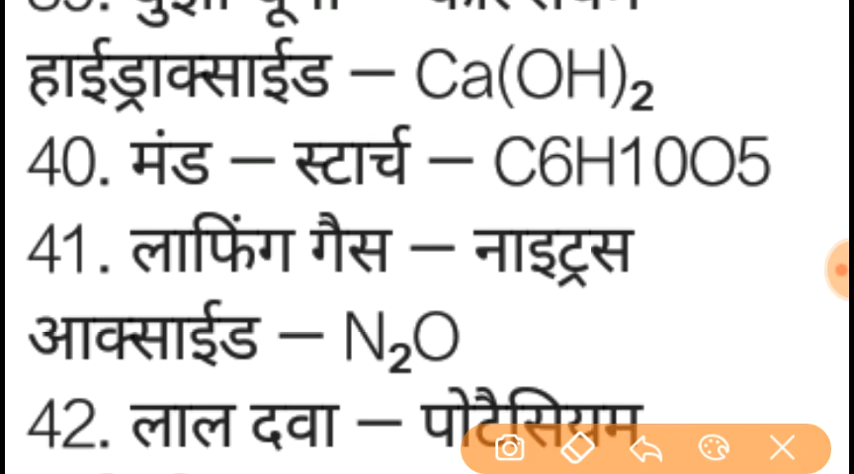 हाईड्राक्साईड – Ca(OH)₂
40. मंड – स्टार्च – C6H10O5
41. लाफिंग गैस – नाइट्रस
आक्साईड – N₂O
42. लाल दवा – पोटैसियम